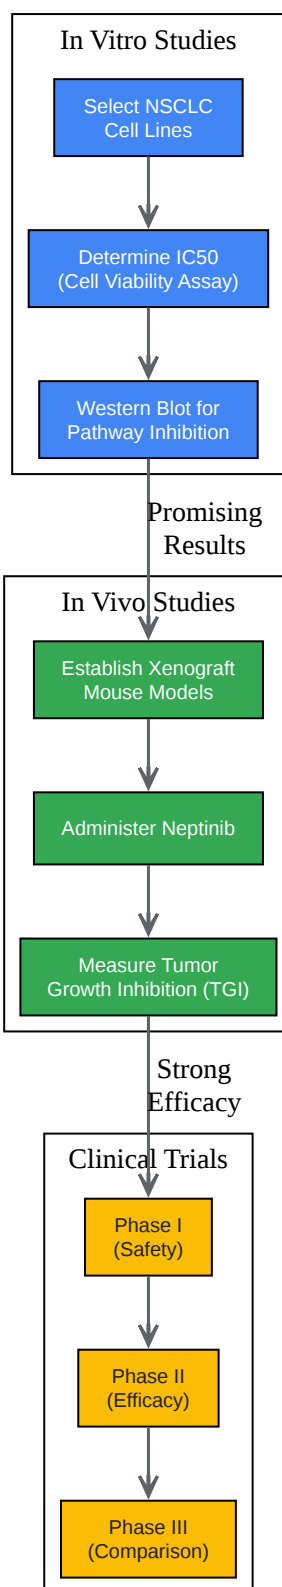 In Vitro Studies
Select NSCLC
Cell Lines
Determine IC50
(Cell Viability Assay)
Western Blot for
Pathway Inhibition
Promising
Results
In Vivo Studies
Establish Xenograft
Mouse Models
Administer Neptinib
Measure Tumor
Growth Inhibition (TGI)
Strong
Efficacy
Clinical Trials
Phase I
(Safety)
Phase II
(Efficacy)
Phase III
(Comparison)